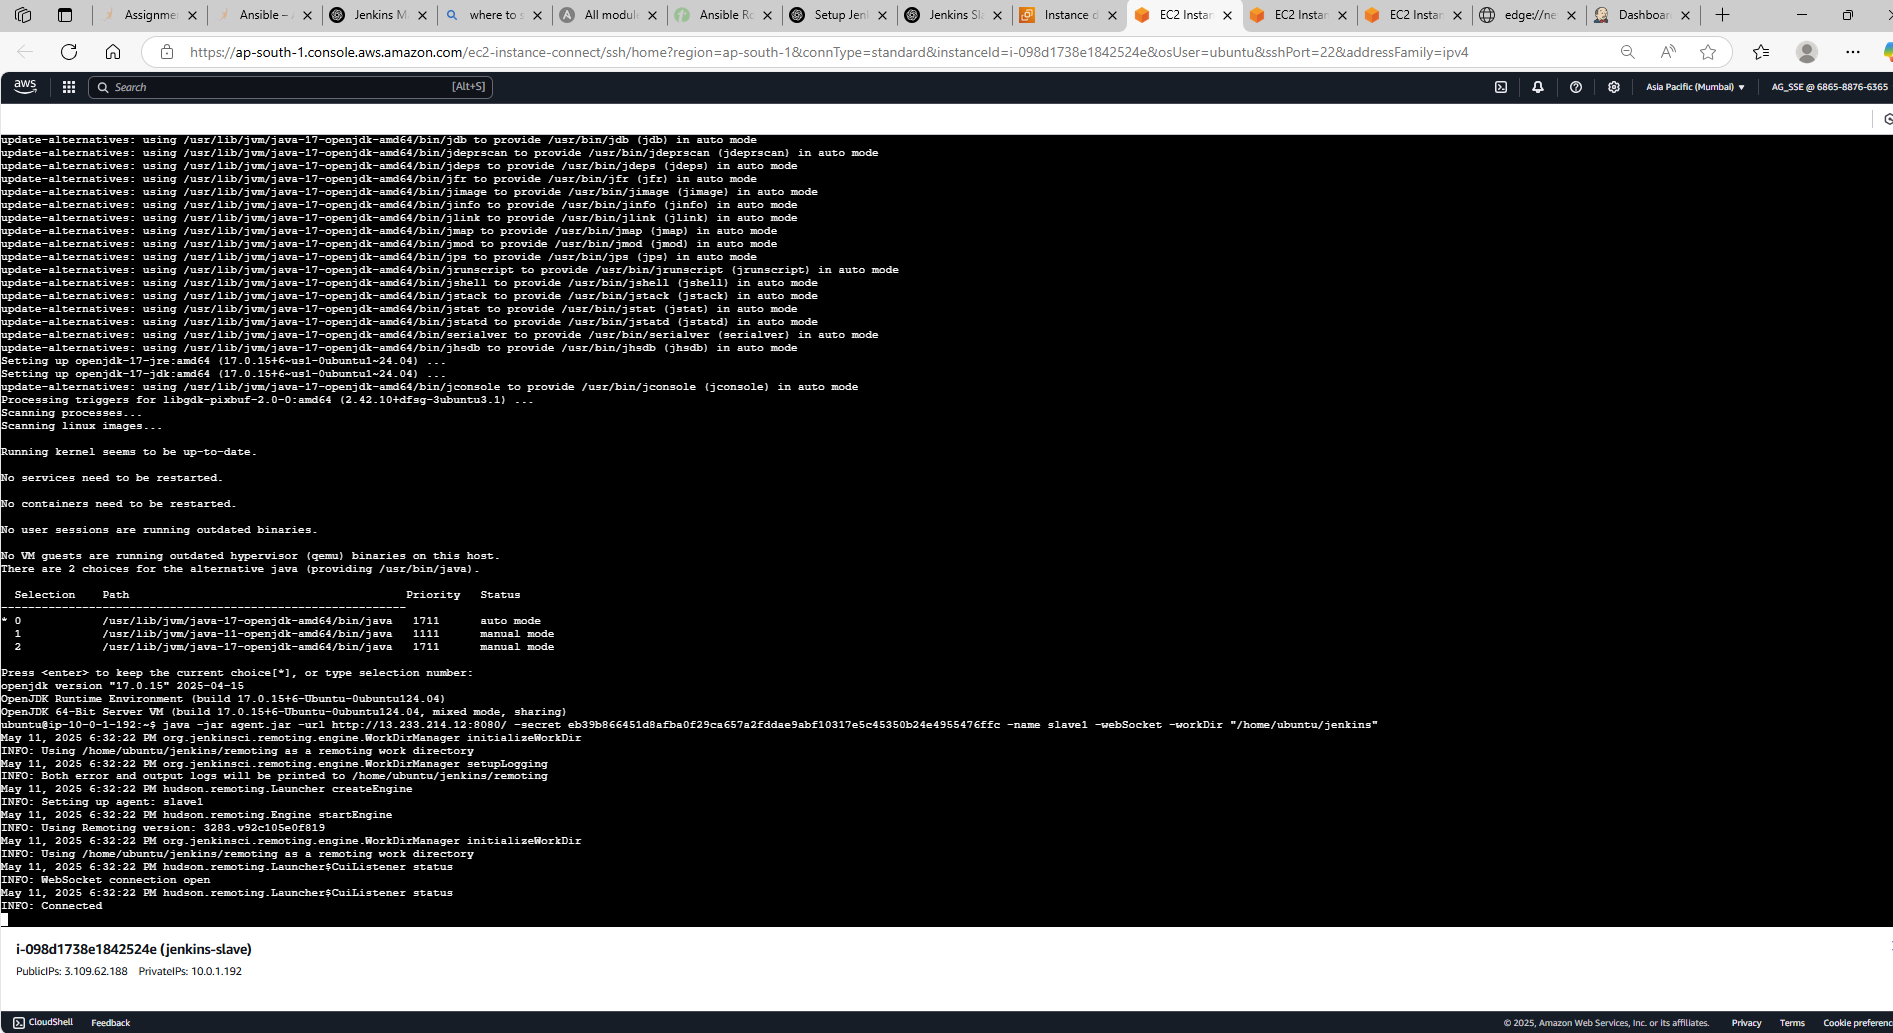 Assignmen
Ansible –
Jenkins M
where to s
All modul
Ansible Ro
Setup Jen
Jenkins Sl
Instance d
EC2 Instan
EC2 Instan
EC2 Instan
edge://ne
Dashboar
https://ap-south-1.console.aws.amazon.com/ec2-instance-connect/ssh/home?region=ap-south-1&connType=standard&instanceId=i-098d1738e1842524e&osUser=ubuntu&sshPort=22&addressFamily=ipv4
aws Search [Alt+S] Asia Pacific (Mumbai) AG_SSE @ 6865-8876-6365
update-alternatives: using /usr/lib/jvm/java-17-openjdk-amd64/bin/jdb to provide /usr/bin/jdb (jdb) in auto mode
update-alternatives: using /usr/lib/jvm/java-17-openjdk-amd64/bin/jdeprscan to provide /usr/bin/jdeprscan (jdeprscan) in auto mode
update-alternatives: using /usr/lib/jvm/java-17-openjdk-amd64/bin/jdeps to provide /usr/bin/jdeps (jdeps) in auto mode
update-alternatives: using /usr/lib/jvm/java-17-openjdk-amd64/bin/jfr to provide /usr/bin/jfr (jfr) in auto mode
update-alternatives: using /usr/lib/jvm/java-17-openjdk-amd64/bin/jimage to provide /usr/bin/jimage (jimage) in auto mode
update-alternatives: using /usr/lib/jvm/java-17-openjdk-amd64/bin/jinfo to provide /usr/bin/jinfo (jinfo) in auto mode
update-alternatives: using /usr/lib/jvm/java-17-openjdk-amd64/bin/jlink to provide /usr/bin/jlink (jlink) in auto mode
update-alternatives: using /usr/lib/jvm/java-17-openjdk-amd64/bin/jmap to provide /usr/bin/jmap (jmap) in auto mode
update-alternatives: using /usr/lib/jvm/java-17-openjdk-amd64/bin/jmod to provide /usr/bin/jmod (jmod) in auto mode
update-alternatives: using /usr/lib/jvm/java-17-openjdk-amd64/bin/jps to provide /usr/bin/jps (jps) in auto mode
update-alternatives: using /usr/lib/jvm/java-17-openjdk-amd64/bin/jrunscript to provide /usr/bin/jrunscript (jrunscript) in auto mode
update-alternatives: using /usr/lib/jvm/java-17-openjdk-amd64/bin/jshell to provide /usr/bin/jshell (jshell) in auto mode
update-alternatives: using /usr/lib/jvm/java-17-openjdk-amd64/bin/jstack to provide /usr/bin/jstack (jstack) in auto mode
update-alternatives: using /usr/lib/jvm/java-17-openjdk-amd64/bin/jstat to provide /usr/bin/jstat (jstat) in auto mode
update-alternatives: using /usr/lib/jvm/java-17-openjdk-amd64/bin/jstatd to provide /usr/bin/jstatd (jstatd) in auto mode
update-alternatives: using /usr/lib/jvm/java-17-openjdk-amd64/bin/serialver to provide /usr/bin/serialver (serialver) in auto mode
update-alternatives: using /usr/lib/jvm/java-17-openjdk-amd64/bin/jhsdb to provide /usr/bin/jhsdb (jhsdb) in auto mode
Setting up openjdk-17-jre:amd64 (17.0.15+6~us1-0ubuntu1~24.04) ...
Setting up openjdk-17-jdk:amd64 (17.0.15+6~us1-0ubuntu1~24.04) ...
update-alternatives: using /usr/lib/jvm/java-17-openjdk-amd64/bin/jconsole to provide /usr/bin/jconsole (jconsole) in auto mode
Processing triggers for libgdk-pixbuf-2.0-0:amd64 (2.42.10+dfsg-3ubuntu3.1) ...
Scanning processes...
Scanning linux images...
Running kernel seems to be up-to-date.
No services need to be restarted.
No containers need to be restarted.
No user sessions are running outdated binaries.
No VM guests are running outdated hypervisor (qemu) binaries on this host.
There are 2 choices for the alternative java (providing /usr/bin/java).
Selection Path Priority Status
------------------------------------------------------------
* 0 /usr/lib/jvm/java-17-openjdk-amd64/bin/java 1711 auto mode
1 /usr/lib/jvm/java-11-openjdk-amd64/bin/java 1111 manual mode
2 /usr/lib/jvm/java-17-openjdk-amd64/bin/java 1711 manual mode
Press <enter> to keep the current choice[*], or type selection number:
openjdk version "17.0.15" 2025-04-15
OpenJDK Runtime Environment (build 17.0.15+6-Ubuntu-0ubuntu124.04)
OpenJDK 64-Bit Server VM (build 17.0.15+6-Ubuntu-0ubuntu124.04, mixed mode, sharing)
ubuntu@ip-10-0-1-192:~$ java -jar agent.jar -url http://13.233.214.12:8080/ -secret eb39b866451d8afba0f29ca657a2fddae9abf10317e5c45350b24e4955476ffc -name slave1 -webSocket -workDir "/home/ubuntu/jenkins"
May 11, 2025 6:32:22 PM org.jenkinsci.remoting.engine.WorkDirManager initializeWorkDir
INFO: Using /home/ubuntu/jenkins/remoting as a remoting work directory
May 11, 2025 6:32:22 PM org.jenkinsci.remoting.engine.WorkDirManager setupLogging
INFO: Both error and output logs will be printed to /home/ubuntu/jenkins/remoting
May 11, 2025 6:32:22 PM hudson.remoting.Launcher createEngine
INFO: Setting up agent: slave1
May 11, 2025 6:32:22 PM hudson.remoting.Engine startEngine
INFO: Using Remoting version: 3283.v92c105e0f819
May 11, 2025 6:32:22 PM org.jenkinsci.remoting.engine.WorkDirManager initializeWorkDir
INFO: Using /home/ubuntu/jenkins/remoting as a remoting work directory
May 11, 2025 6:32:22 PM hudson.remoting.Launcher$CuiListener status
INFO: WebSocket connection open
May 11, 2025 6:32:22 PM hudson.remoting.Launcher$CuiListener status
INFO: Connected
i-098d1738e1842524e (jenkins-slave)
PublicIPs: 3.109.62.188 PrivateIPs: 10.0.1.192
CloudShell Feedback © 2025, Amazon Web Services, Inc. or its affiliates. Privacy Terms Cookie preferenc